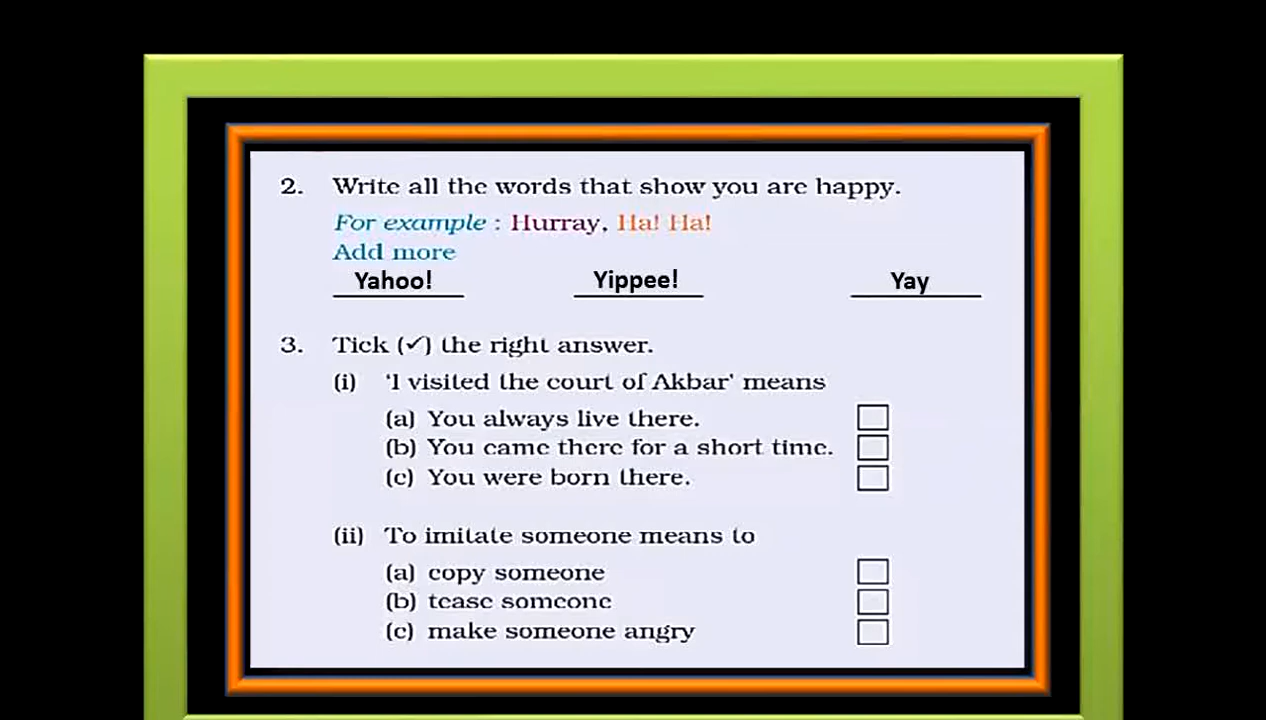 2. Write all the words that show you are happy.
For example : Hurray, Ha! Ha!
Add more
Yahoo! Yippee! Yay
3. Tick (✓) the right answer.
(i) 'I visited the court of Akbar' means
(a) You always live there.
(b) You came there for a short time.
(c) You were born there.
(ii) To imitate someone means to
(a) copy someone
(b) tease someone
(c) make someone angry